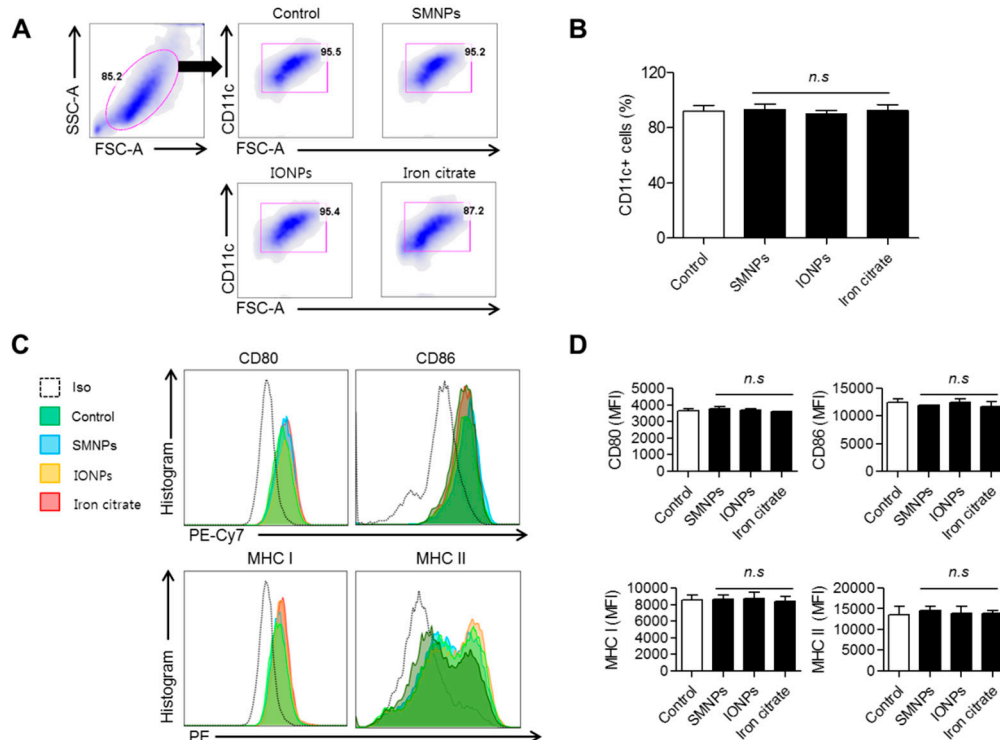 A
SSC-A
85.2
FSC-A
Control
CD11c
95.5
FSC-A
SMNPs
95.2
IONPs
CD11c
95.4
FSC-A
Iron citrate
87.2
B
n.s
CD11c+ cells (%)
120
80
40
0
Control
SMNPs
IONPs
Iron citrate
C
Iso
Control
SMNPs
IONPs
Iron citrate
CD80
CD86
Histogram
PE-Cy7
MHC I
MHC II
Histogram
PE
D
n.s
CD80 (MFI)
5000
4000
3000
2000
1000
0
Control
SMNPs
IONPs
Iron citrate
n.s
CD86 (MFI)
15000
10000
5000
0
Control
SMNPs
IONPs
Iron citrate
n.s
MHC I (MFI)
10000
8000
6000
4000
2000
0
Control
SMNPs
IONPs
Iron citrate
n.s
MHC II (MFI)
20000
15000
10000
5000
0
Control
SMNPs
IONPs
Iron citrate